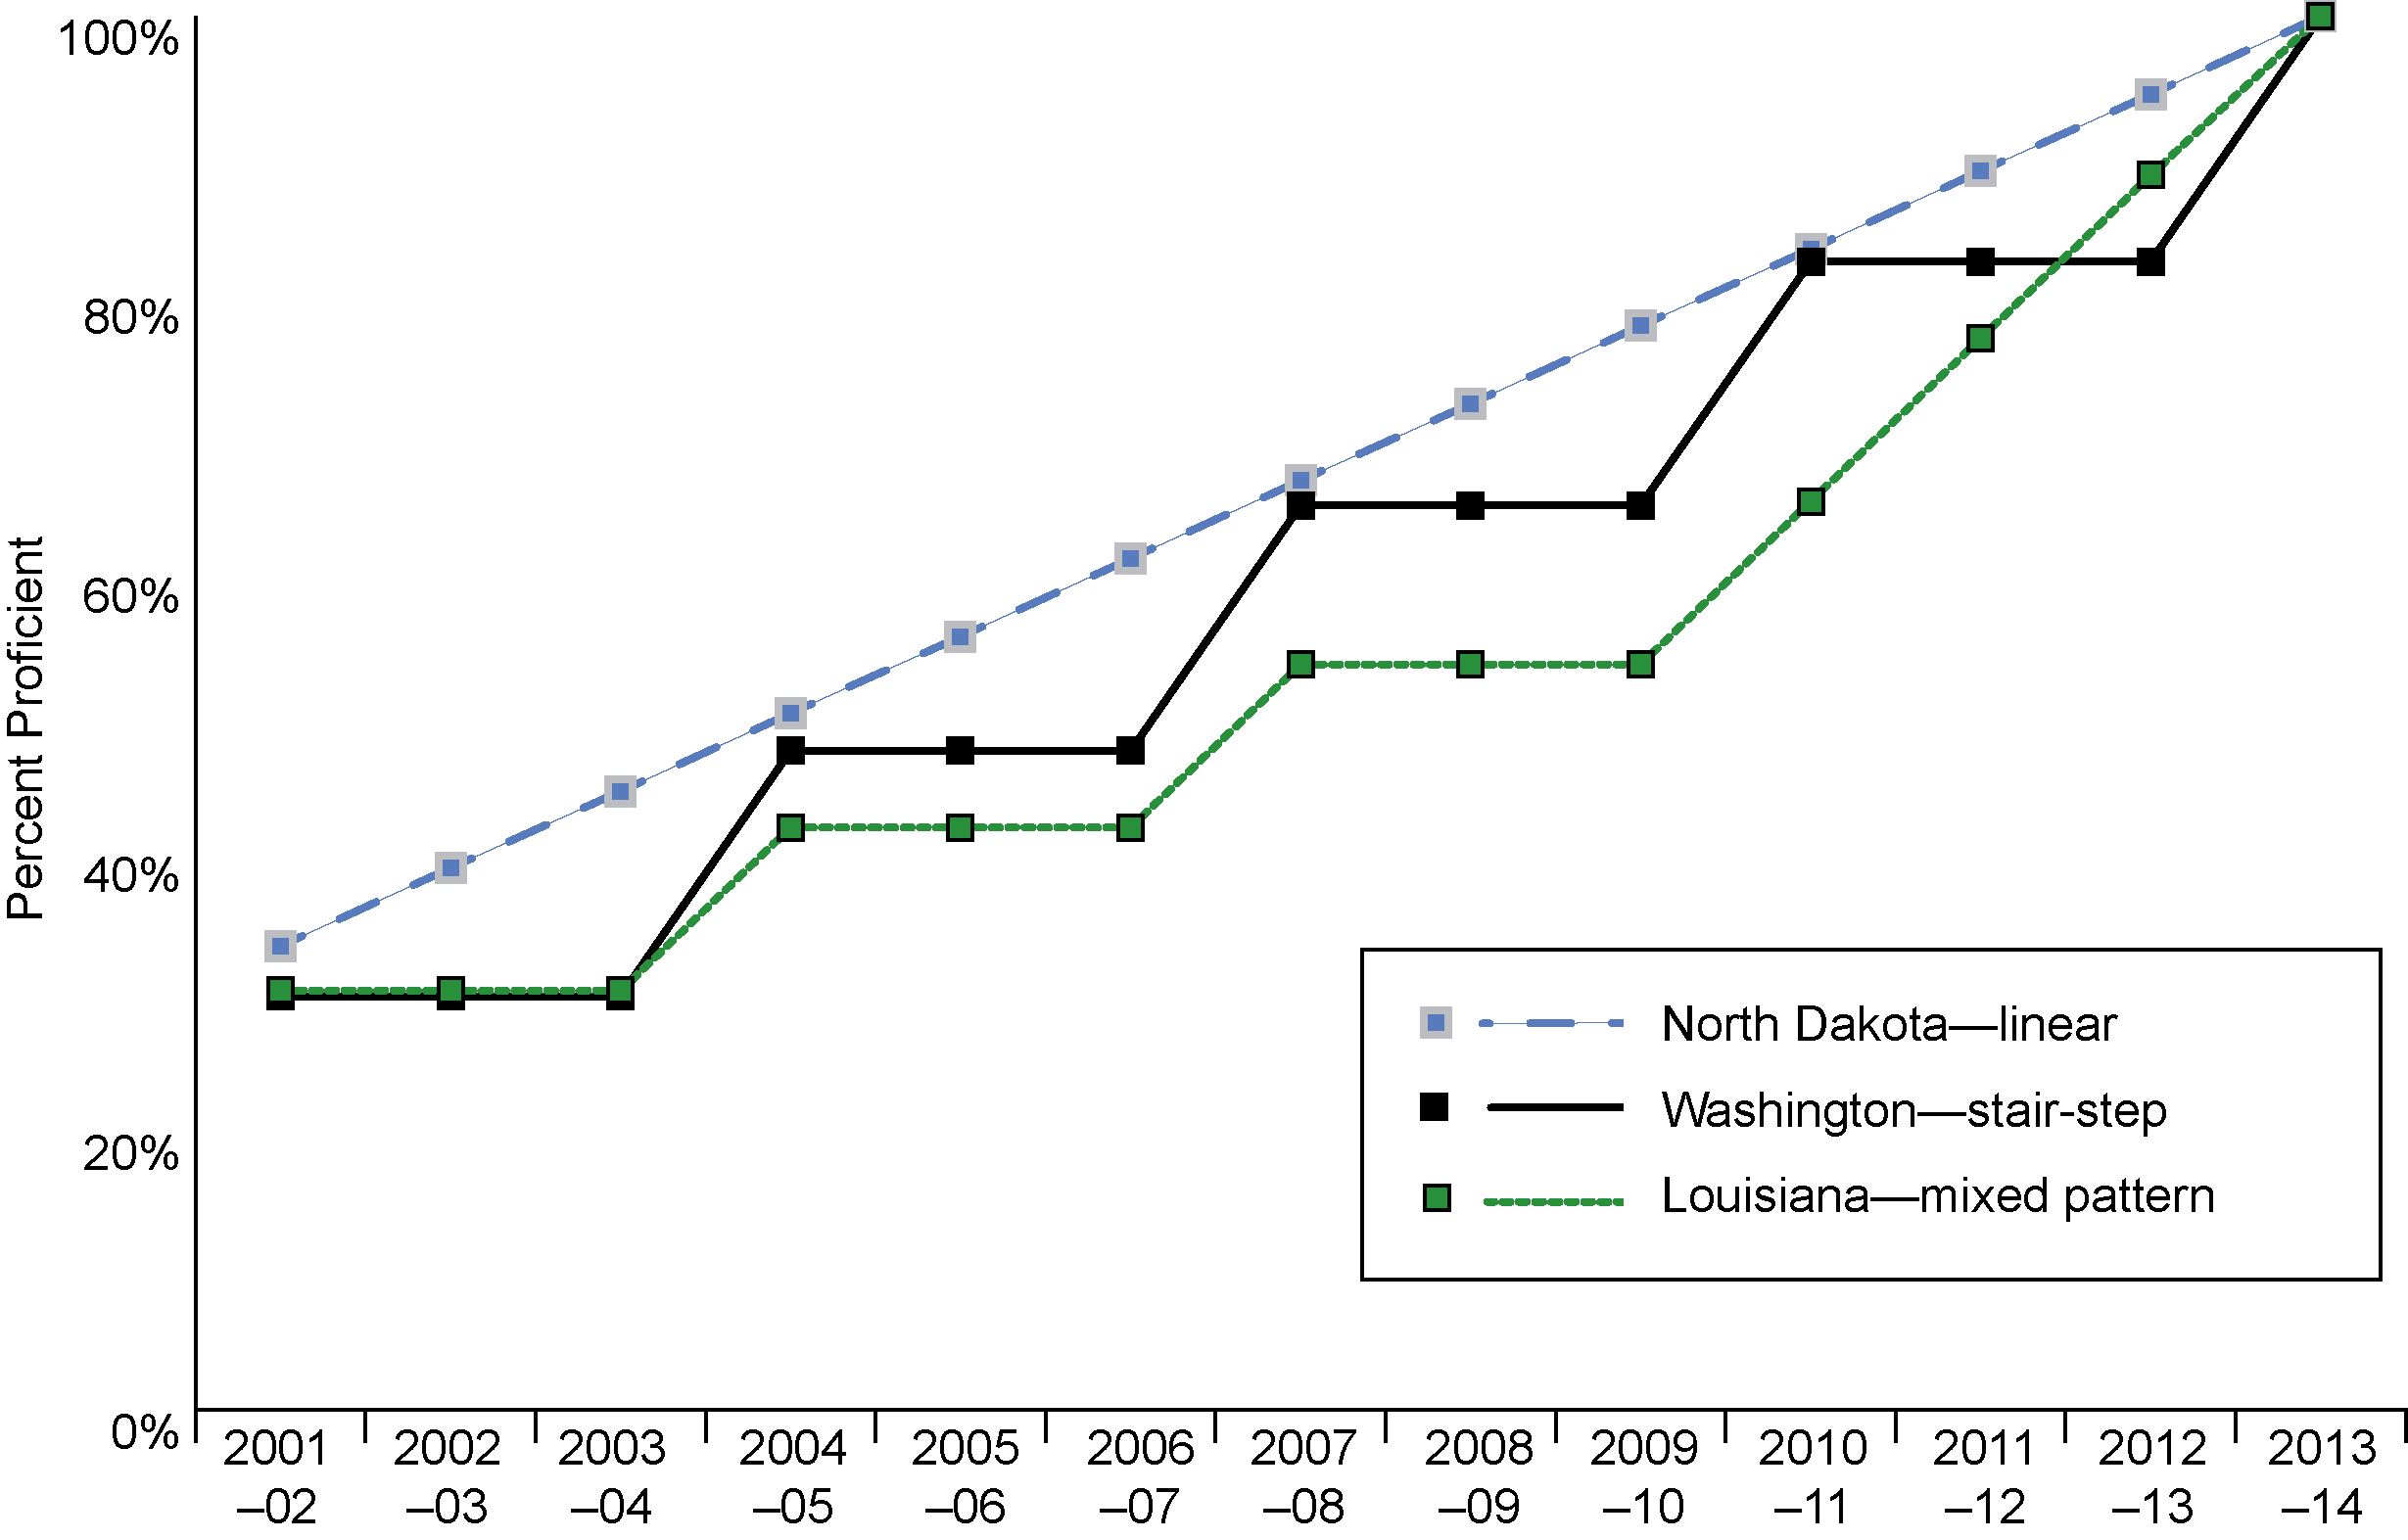 100%
80%
60%
40%
20%
0%
Percent Proficient
North Dakota—linear
Washington—stair-step
Louisiana—mixed pattern
2001 2002 2003 2004 2005 2006 2007 2008 2009 2010 2011 2012 2013
–02 –03 –04 –05 –06 –07 –08 –09 –10 –11 –12 –13 –14